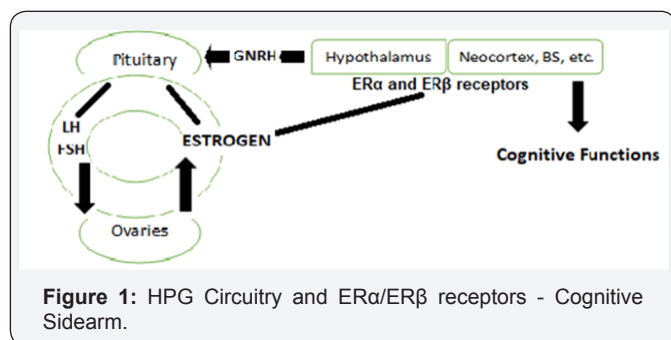 Pituitary
GNRH
Hypothalamus
Neocortex, BS, etc.
ERα and ERβ receptors
LH
FSH
ESTROGEN
Cognitive Functions
Ovaries
Figure 1: HPG Circuitry and ERα/ERβ receptors - Cognitive
Sidearm.